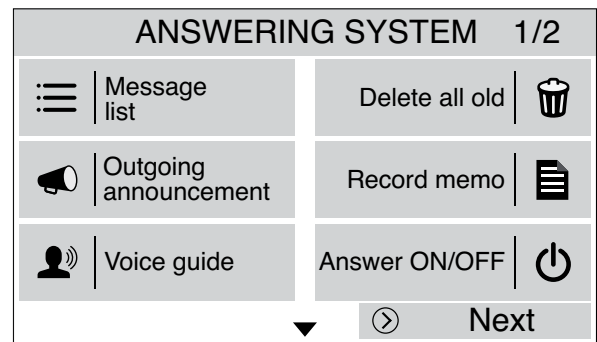 ANSWERING SYSTEM 1/2
Message
list
Delete all old
Outgoing
announcement
Record memo
Voice guide
Answer ON/OFF
Next